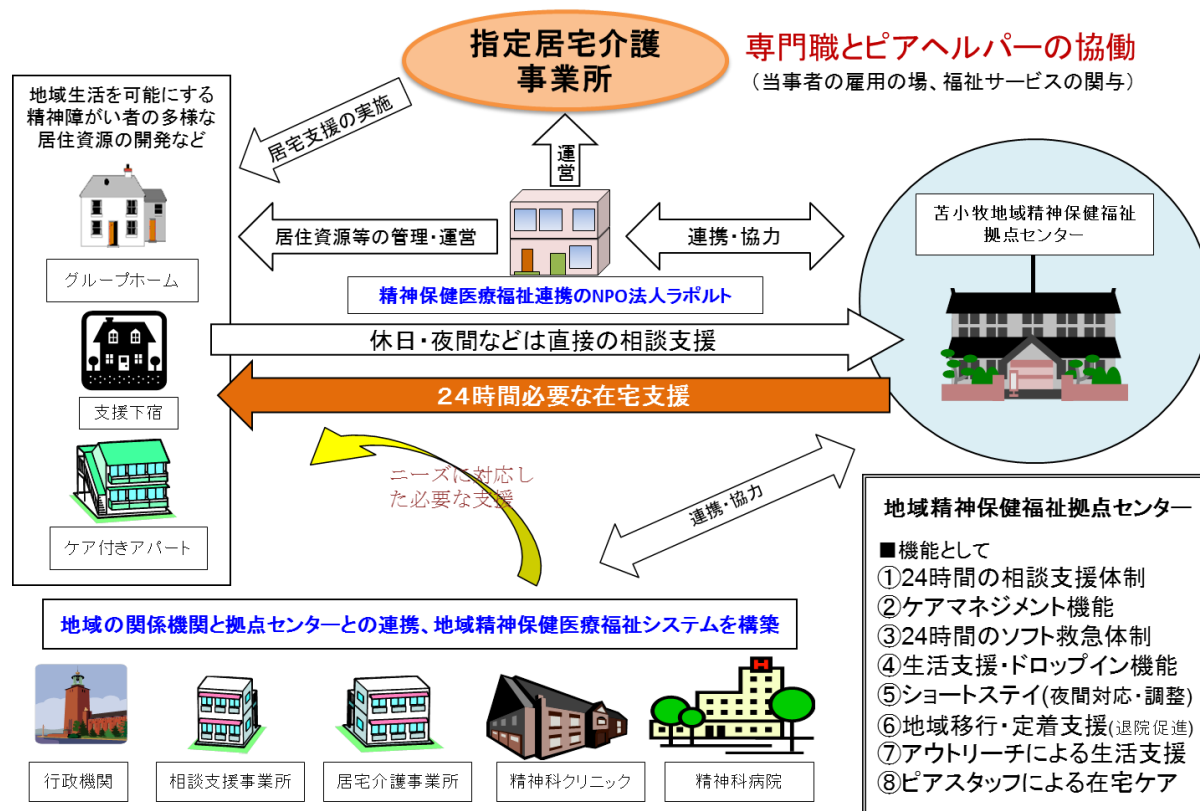 指定居宅介護
事業所
専門職とピアヘルパーの協働
(当事者の雇用の場、福祉サービスの関与)
地域生活を可能にする
精神障がい者の多様な
居住資源の開発など
居宅支援の実施
運営
居住資源等の管理・運営
連携・協力
苫小牧地域精神保健福祉
拠点センター
グループホーム
精神保健医療福祉連携のNPO法人ラポルト
休日・夜間などは直接の相談支援
24時間必要な在宅支援
支援下宿
ニーズに対応し
た必要な支援
連携・協力
ケア付きアパート
地域の関係機関と拠点センターとの連携、地域精神保健医療福祉システムを構築
H
行政機関
相談支援事業所
居宅介護事業所
精神科クリニック
精神科病院
地域精神保健福祉拠点センター
■機能として
①24時間の相談支援体制
②ケアマネジメント機能
③24時間のソフト救急体制
④生活支援・ドロップイン機能
⑤ショートステイ(夜間対応・調整)
⑥地域移行・定着支援(退院促進)
⑦アウトリーチによる生活支援
⑧ピアスタッフによる在宅ケア